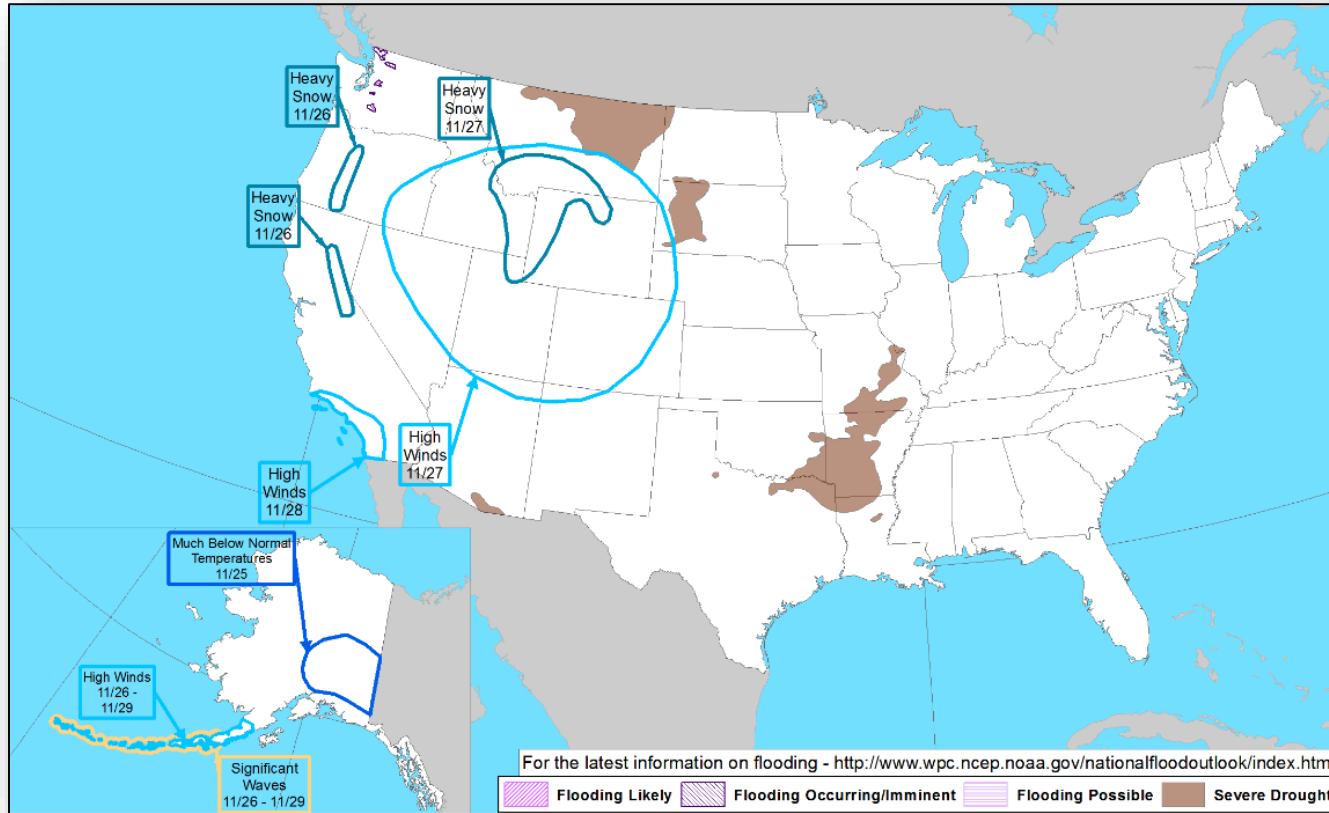 Heavy
Snow
11/26
Heavy
Snow
11/27
Heavy
Snow
11/26
High
Winds
11/27
High
Winds
11/28
Much Below Normal
Temperatures
11/25
High Winds
11/26 -
11/29
Significant
Waves
11/26 - 11/29
For the latest information on flooding - http://www.wpc.ncep.noaa.gov/nationalfloodoutlook/index.htm
Flooding Likely
Flooding Occurring/Imminent
Flooding Possible
Severe Drought